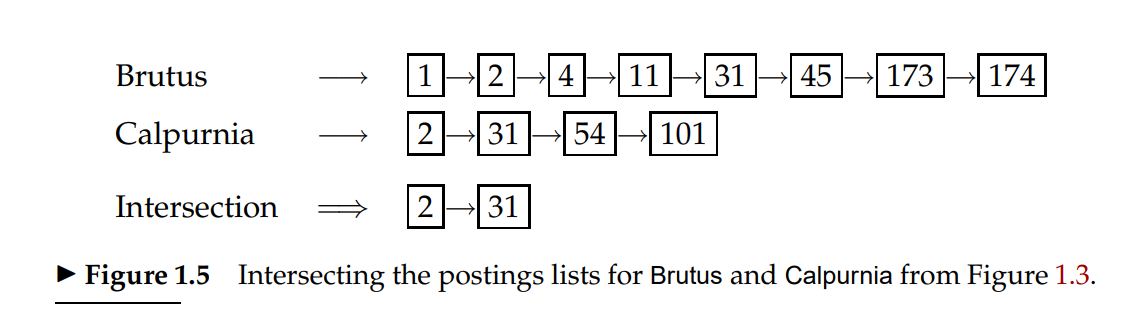 Brutus ⟶ 1 → 2 → 4 → 11 → 31 → 45 → 173 → 174
Calpurnia ⟶ 2 → 31 → 54 → 101
Intersection ⟹ 2 → 31
► Figure 1.5 Intersecting the postings lists for Brutus and Calpurnia from Figure 1.3.